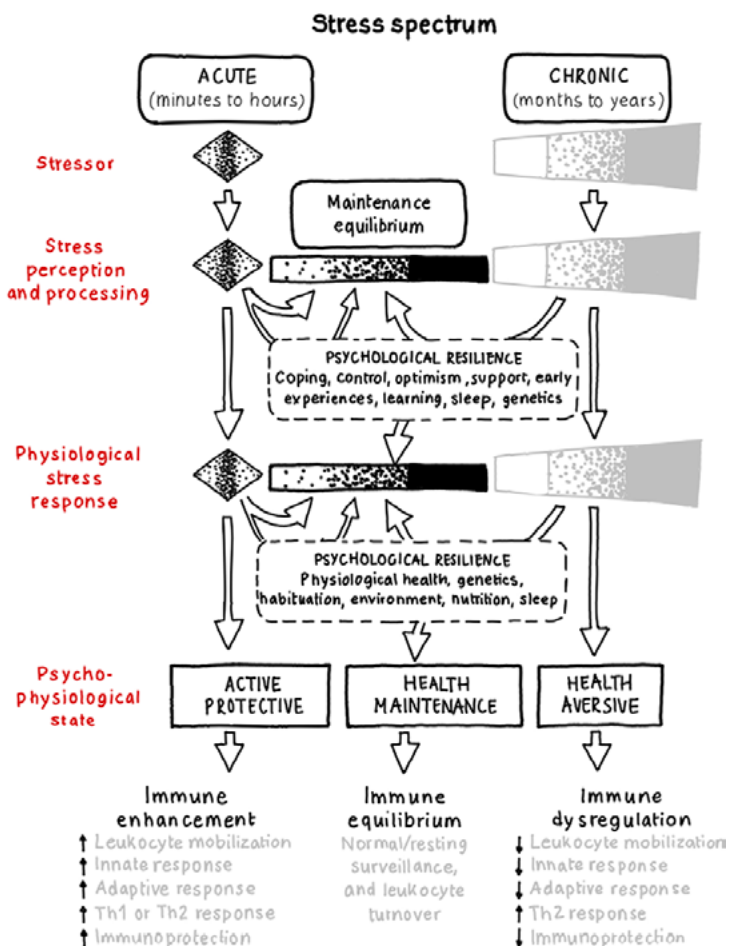 Stress spectrum
ACUTE
(minutes to hours)
CHRONIC
(months to years)
Stressor
Maintenance
equilibrium
Stress
perception
and processing
PSYCHOLOGICAL RESILIENCE
Coping, control, optimism, support, early
experiences, learning, sleep, genetics
Physiological
stress
response
PSYCHOLOGICAL RESILIENCE
Physiological health, genetics,
habituation, environment, nutrition, sleep
Psycho-
physiological
state
ACTIVE
PROTECTIVE
HEALTH
MAINTENANCE
HEALTH
AVERSIVE
Immune
enhancement
↑ Leukocyte mobilization
↑ Innate response
↑ Adaptive response
↑ Th1 or Th2 response
↑ Immunoprotection
Immune
equilibrium
Normal/resting
surveillance,
and leukocyte
turnover
Immune
dysregulation
↓ Leukocyte mobilization
↓ Innate response
↓ Adaptive response
↑ Th2 response
↓ Immunoprotection